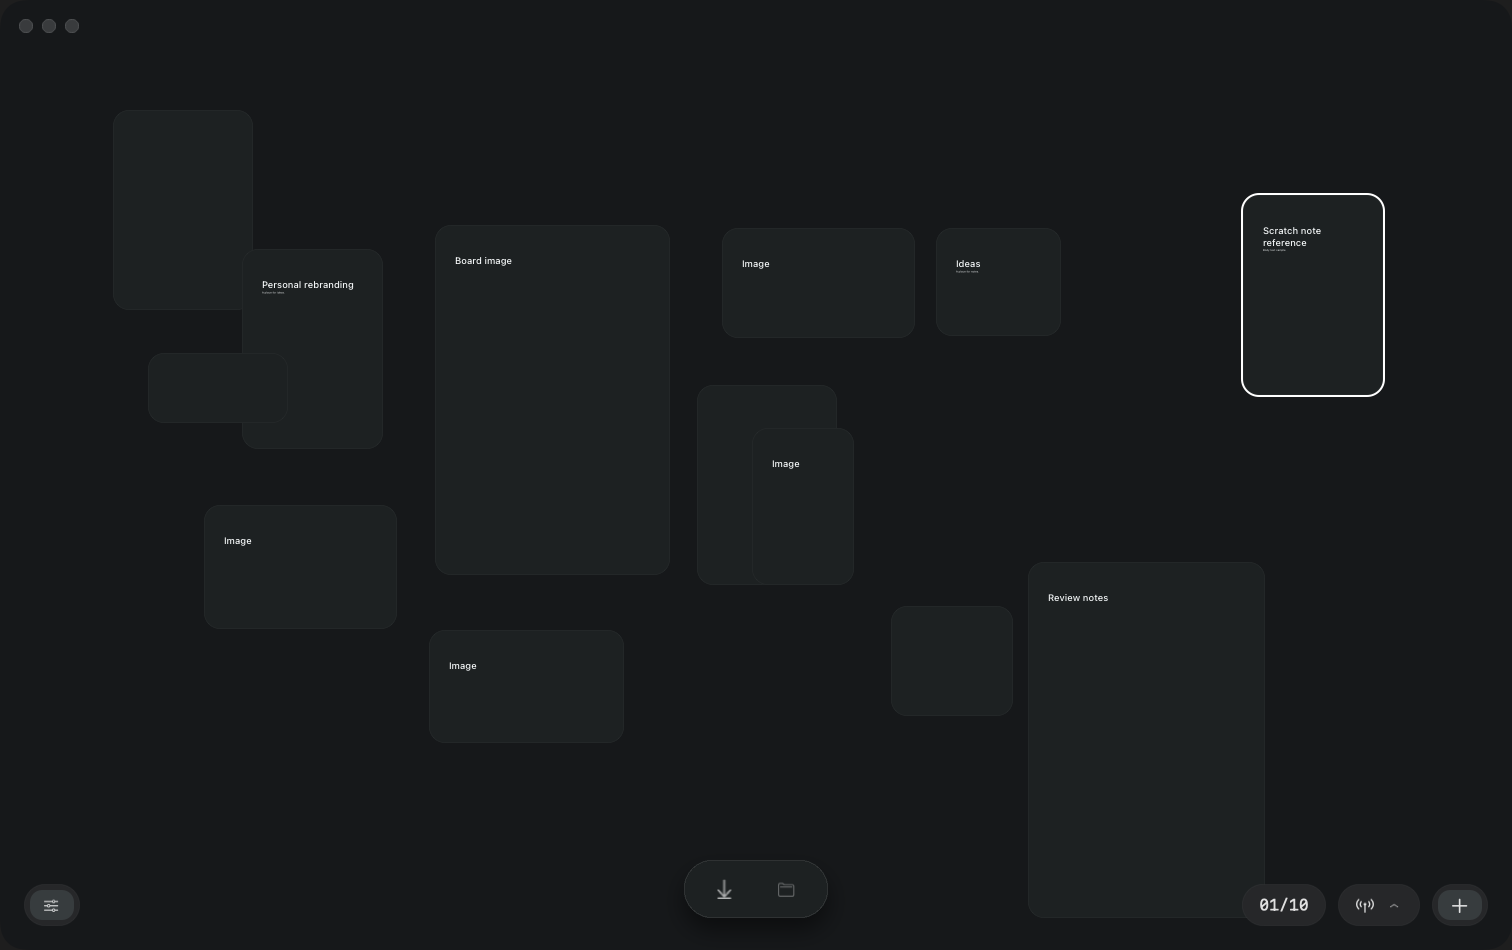 Scratch note
reference
Board image
Image
Ideas
Personal rebranding
Image
Image
Review notes
Image
01/10